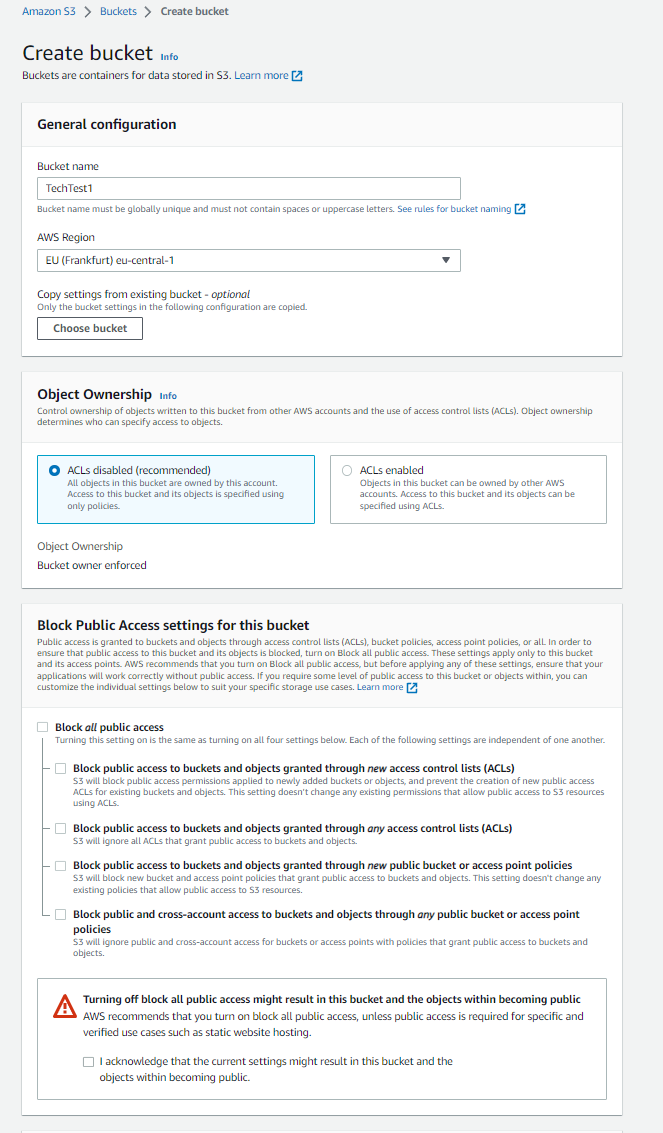 Amazon S3 > Buckets > Create bucket
Create bucket Info
Buckets are containers for data stored in S3. Learn more
General configuration
Bucket name
TechTest1
Bucket name must be globally unique and must not contain spaces or uppercase letters. See rules for bucket naming
AWS Region
EU (Frankfurt) eu-central-1
Copy settings from existing bucket - optional
Only the bucket settings in the following configuration are copied.
Choose bucket
Object Ownership Info
Control ownership of objects written to this bucket from other AWS accounts and the use of access control lists (ACLs). Object ownership
determines who can specify access to objects.
ACLs disabled (recommended)
All objects in this bucket are owned by this account.
Access to this bucket and its objects is specified using
only policies.
ACLs enabled
Objects in this bucket can be owned by other AWS
accounts. Access to this bucket and its objects can be
specified using ACLs.
Object Ownership
Bucket owner enforced
Block Public Access settings for this bucket
Public access is granted to buckets and objects through access control lists (ACLs), bucket policies, access point policies, or all. In order to
ensure that public access to this bucket and its objects is blocked, turn on Block all public access. These settings apply only to this bucket
and its access points. AWS recommends that you turn on Block all public access, but before applying any of these settings, ensure that your
applications will work correctly without public access. If you require some level of public access to this bucket or objects within, you can
customize the individual settings below to suit your specific storage use cases. Learn more
Block all public access
Turning this setting on is the same as turning on all four settings below. Each of the following settings are independent of one another.
Block public access to buckets and objects granted through new access control lists (ACLs)
S3 will block public access permissions applied to newly added buckets or objects, and prevent the creation of new public access
ACLs for existing buckets and objects. This setting doesn't change any existing permissions that allow public access to S3 resources
using ACLs.
Block public access to buckets and objects granted through any access control lists (ACLs)
S3 will ignore all ACLs that grant public access to buckets and objects.
Block public access to buckets and objects granted through new public bucket or access point policies
S3 will block new bucket and access point policies that grant public access to buckets and objects. This setting doesn't change any
existing policies that allow public access to S3 resources.
Block public and cross-account access to buckets and objects through any public bucket or access point
policies
S3 will ignore public and cross-account access for buckets or access points with policies that grant public access to buckets and
objects.
Turning off block all public access might result in this bucket and the objects within becoming public
AWS recommends that you turn on block all public access, unless public access is required for specific and
verified use cases such as static website hosting.
I acknowledge that the current settings might result in this bucket and the
objects within becoming public.